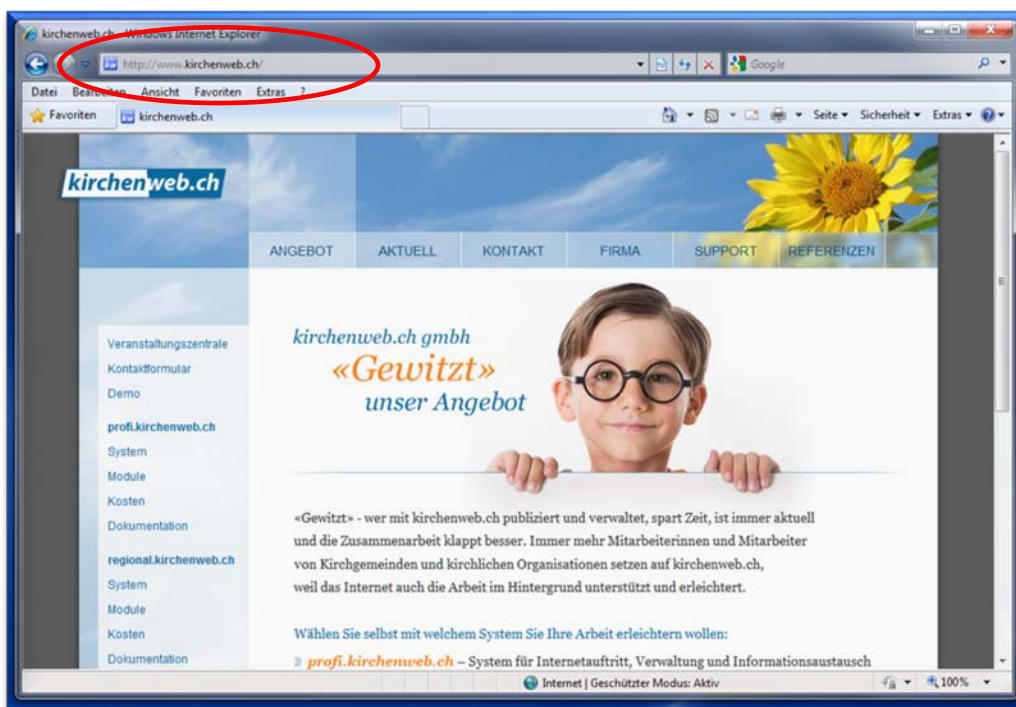 kirchenweb.ch - Windows Internet Explorer
http://www.kirchenweb.ch/
Google
Datei Bearbeiten Ansicht Favoriten Extras ?
Favoriten
kirchenweb.ch
Seite
Sicherheit
Extras
kirchenweb.ch
ANGEBOT AKTUELL KONTAKT FIRMA SUPPORT REFERENZEN
Veranstaltungszentrale
Kontaktformular
Demo
profi.kirchenweb.ch
System
Module
Kosten
Dokumentation
regional.kirchenweb.ch
System
Module
Kosten
Dokumentation
kirchenweb.ch gmbh
«Gewitzt»
unser Angebot
«Gewitzt» - wer mit kirchenweb.ch publiziert und verwaltet, spart Zeit, ist immer aktuell
und die Zusammenarbeit klappt besser. Immer mehr Mitarbeiterinnen und Mitarbeiter
von Kirchgemeinden und kirchlichen Organisationen setzen auf kirchenweb.ch,
weil das Internet auch die Arbeit im Hintergrund unterstützt und erleichtert.
Wählen Sie selbst mit welchem System Sie Ihre Arbeit erleichtern wollen:
» profi.kirchenweb.ch – System für Internetauftritt, Verwaltung und Informationsaustausch
Internet | Geschützter Modus: Aktiv
100%